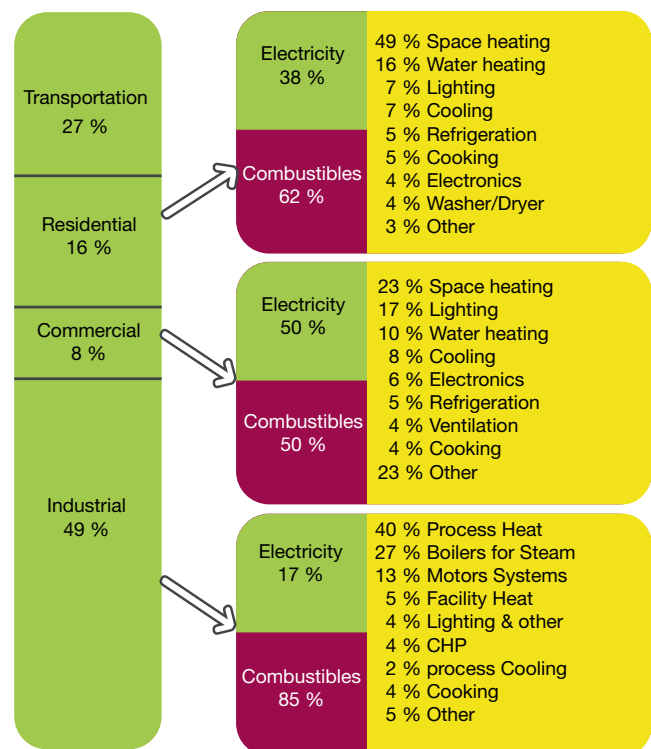 Transportation
27 %
Residential
16 %
Commercial
8 %
Industrial
49 %
Electricity
38 %
Combustibles
62 %
49 % Space heating
16 % Water heating
7 % Lighting
7 % Cooling
5 % Refrigeration
5 % Cooking
4 % Electronics
4 % Washer/Dryer
3 % Other
Electricity
50 %
Combustibles
50 %
23 % Space heating
17 % Lighting
10 % Water heating
8 % Cooling
6 % Electronics
5 % Refrigeration
4 % Ventilation
4 % Cooking
23 % Other
Electricity
17 %
Combustibles
85 %
40 % Process Heat
27 % Boilers for Steam
13 % Motors Systems
5 % Facility Heat
4 % Lighting & other
4 % CHP
2 % process Cooling
4 % Cooking
5 % Other